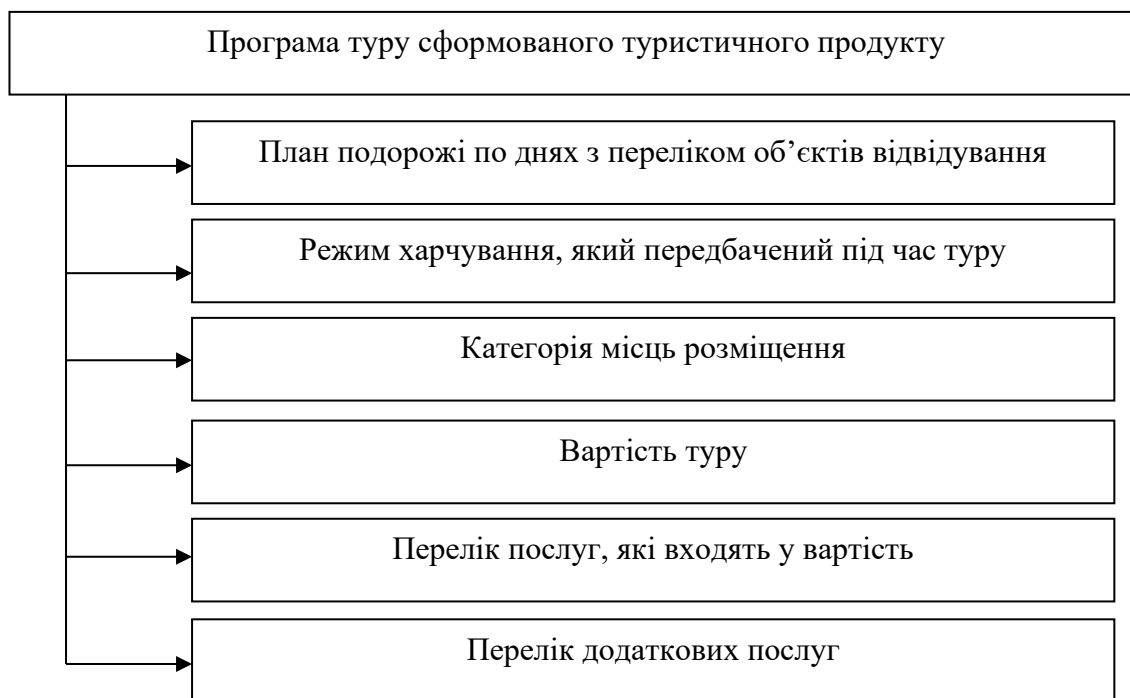 Програма туру сформованого туристичного продукту
План подорожі по днях з переліком об’єктів відвідування
Режим харчування, який передбачений під час туру
Категорія місць розміщення
Вартість туру
Перелік послуг, які входять у вартість
Перелік додаткових послуг